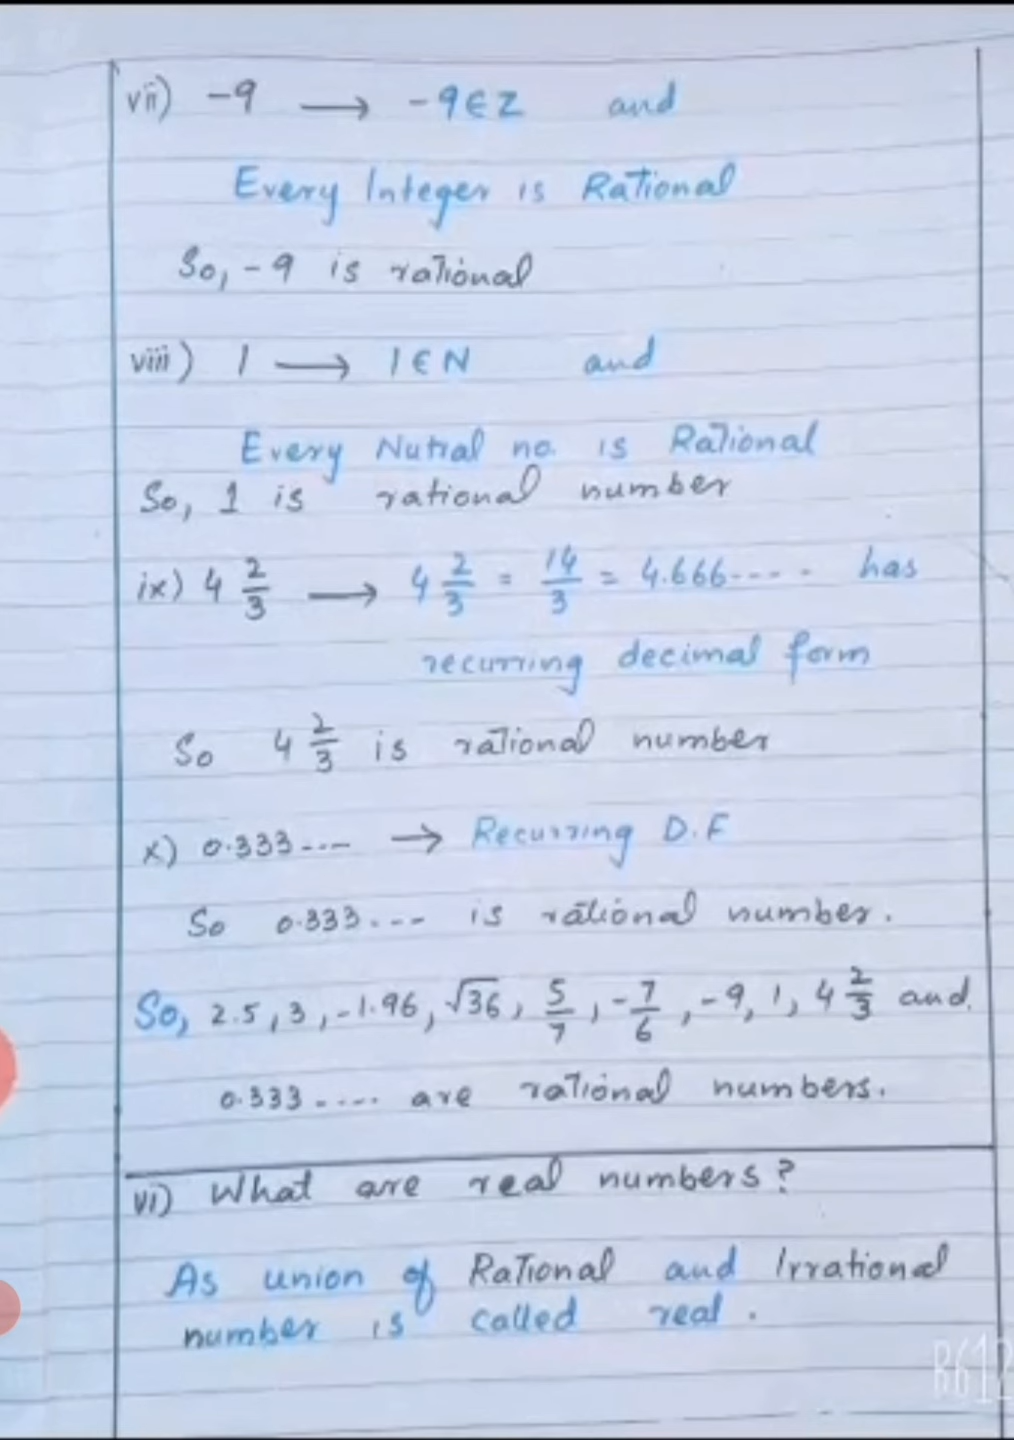 vii) -9 → -9∈Z and
Every Integer is Rational
So, -9 is rational
viii) 1 → 1∈N and
Every Nutral no. is Rational
So, 1 is rational number
ix) 4 2/3 → 4 2/3 = 14/3 = 4.666---- has
recurring decimal form
So 4 2/3 is rational number
x) 0.333--- → Recurring D.F
So 0.333--- is rational number.
So, 2.5, 3, -1.96, √36, 5/7, -7/6, -9, 1, 4 2/3 and
0.333---- are rational numbers.
vi) What are real numbers?
As union of Rational and Irrational
number is called real.
B612